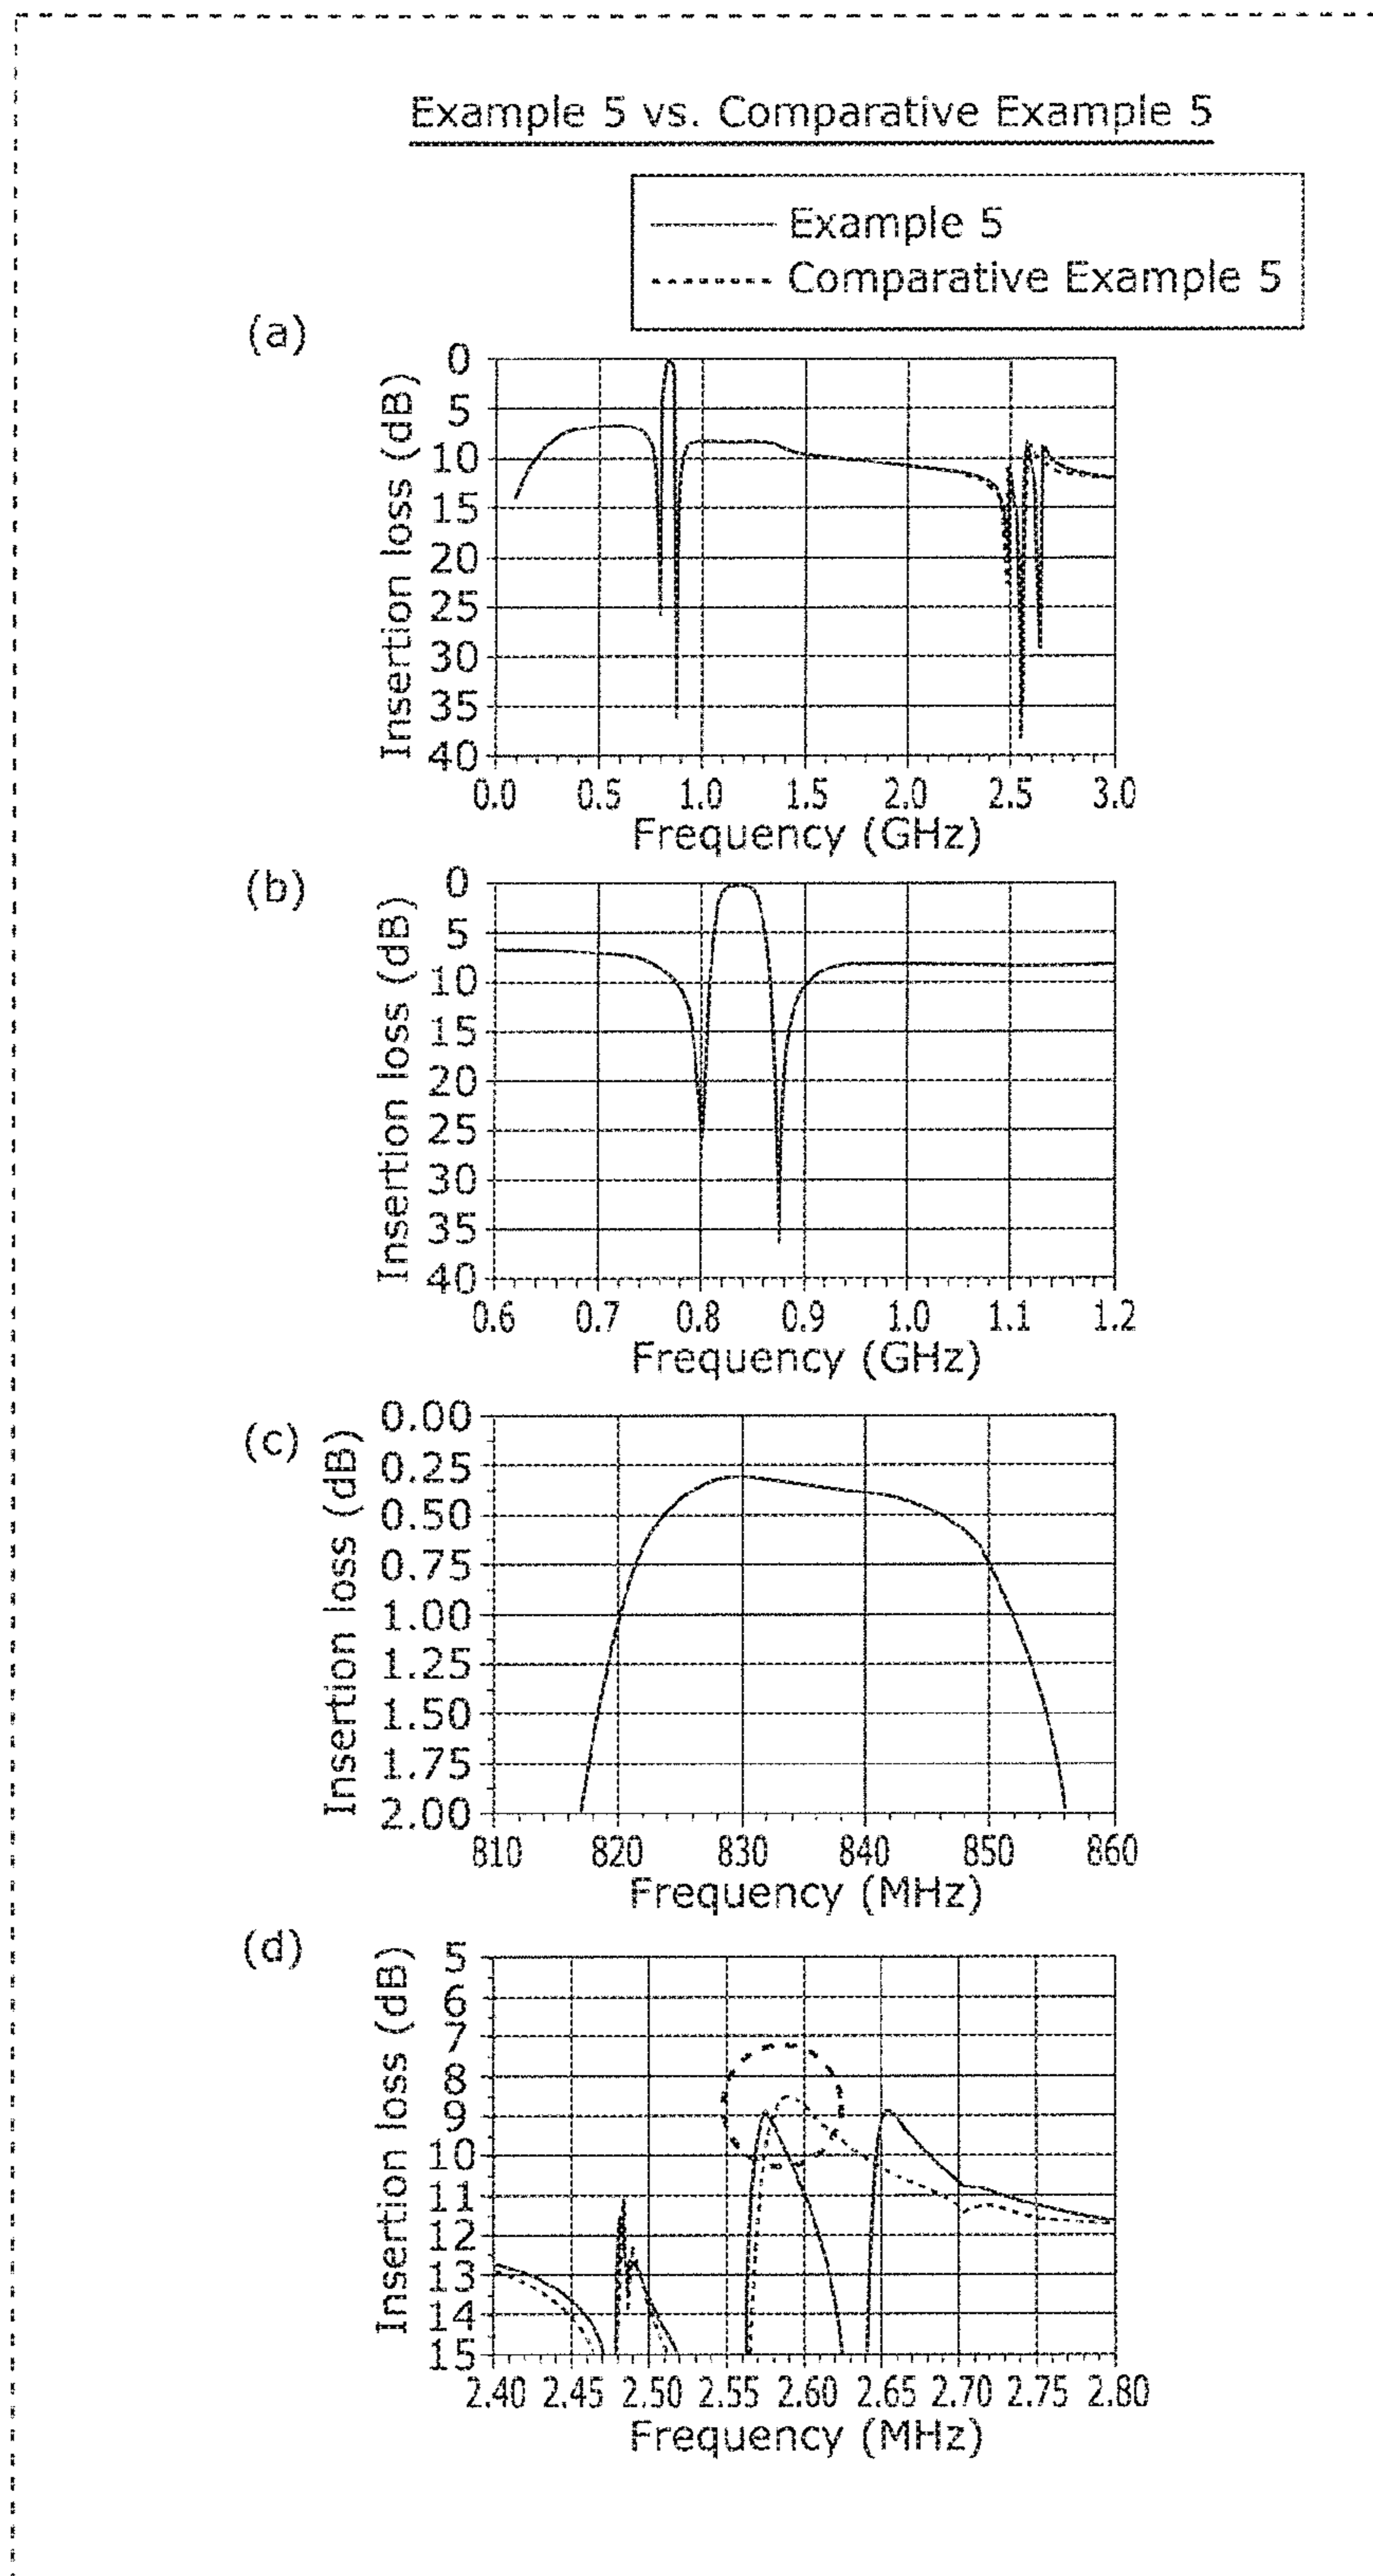 Example 5 vs. Comparative Example 5
Example 5
Comparative Example 5
(a)
Insertion loss (dB)
0
5
10
15
20
25
30
35
40
0.0 0.5 1.0 1.5 2.0 2.5 3.0
Frequency (GHz)
(b)
Insertion loss (dB)
0
5
10
15
20
25
30
35
40
0.6 0.7 0.8 0.9 1.0 1.1 1.2
Frequency (GHz)
(c)
Insertion loss (dB)
0.00
0.25
0.50
0.75
1.00
1.25
1.50
1.75
2.00
810 820 830 840 850 860
Frequency (MHz)
(d)
Insertion loss (dB)
5
6
7
8
9
10
11
12
13
14
15
2.40 2.45 2.50 2.55 2.60 2.65 2.70 2.75 2.80
Frequency (MHz)